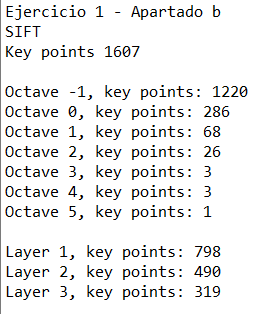 Ejercicio 1 - Apartado b
SIFT
Key points 1607
Octave -1, key points: 1220
Octave 0, key points: 286
Octave 1, key points: 68
Octave 2, key points: 26
Octave 3, key points: 3
Octave 4, key points: 3
Octave 5, key points: 1
Layer 1, key points: 798
Layer 2, key points: 490
Layer 3, key points: 319